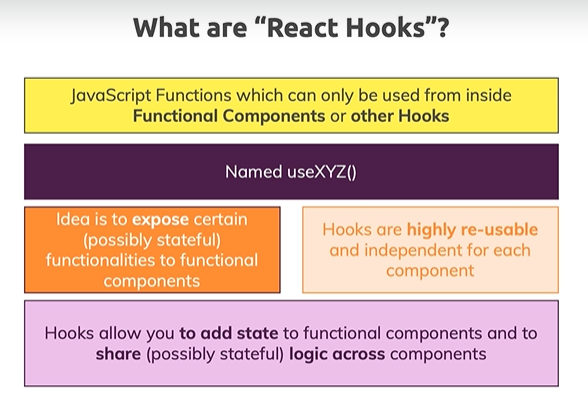 What are “React Hooks”?
JavaScript Functions which can only be used from inside
Functional Components or other Hooks
Named useXYZ()
Idea is to expose certain
(possibly stateful)
functionalities to functional
components
Hooks are highly re-usable
and independent for each
component
Hooks allow you to add state to functional components and to
share (possibly stateful) logic across components